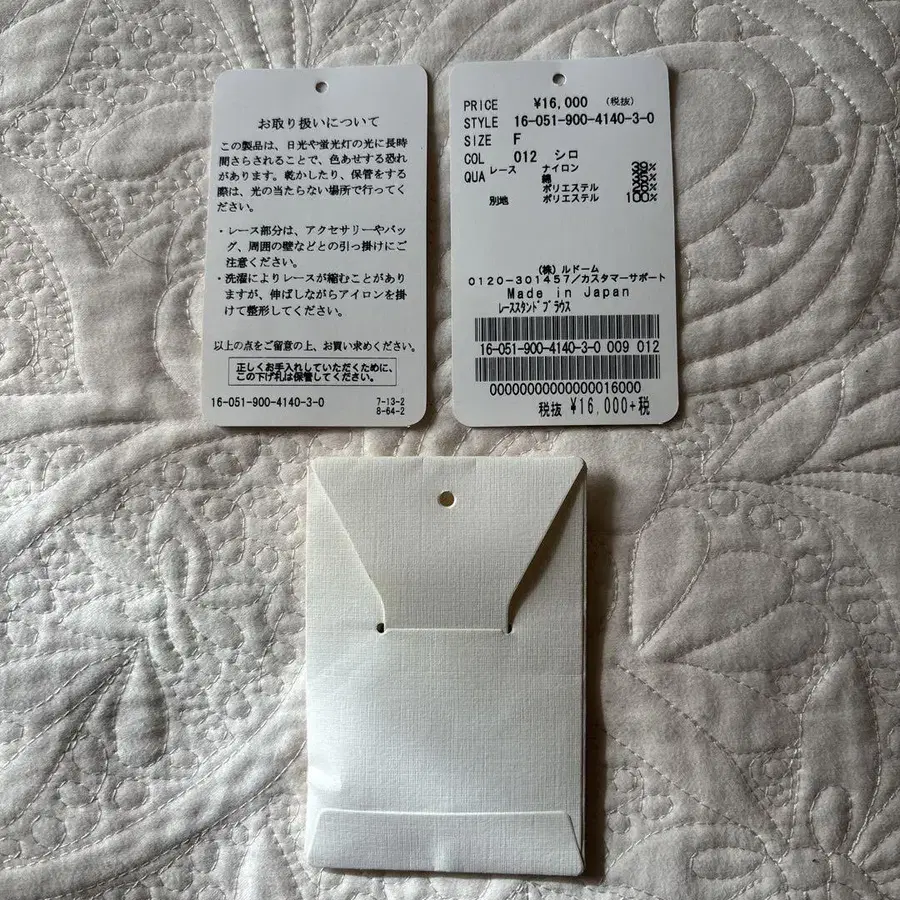 お取り扱いについて
この製品は、日光や蛍光灯の光に長時
間さらされることで、色あせする恐れ
があります。乾かしたり、保管をする
際は、光の当たらない場所で行ってく
ださい。
・レース部分は、アクセサリーやバッ
グ、周囲の壁などとの引っ掛けにご
注意ください。
・洗濯によりレースが縮むことがあり
ますが、伸ばしながらアイロンを掛
けて整形してください。
以上の点をご留意の上、お買い求めください。
正しくお手入れしていただくために、
この下げ札は保管してください。
16-051-900-4140-3-0
7-13-2
8-64-2
PRICE ¥16,000 (税抜)
STYLE 16-051-900-4140-3-0
SIZE F
COL 012 シロ
QUA レース ナイロン
綿
ポリエステル
別地 ポリエステル 100%
(株)ルドーム
0120-301457/カスタマーサポート
Made in Japan
レーススタンドブラウス
16-051-900-4140-3-0 009 012
00000000000000016000
税抜 ¥16,000+税